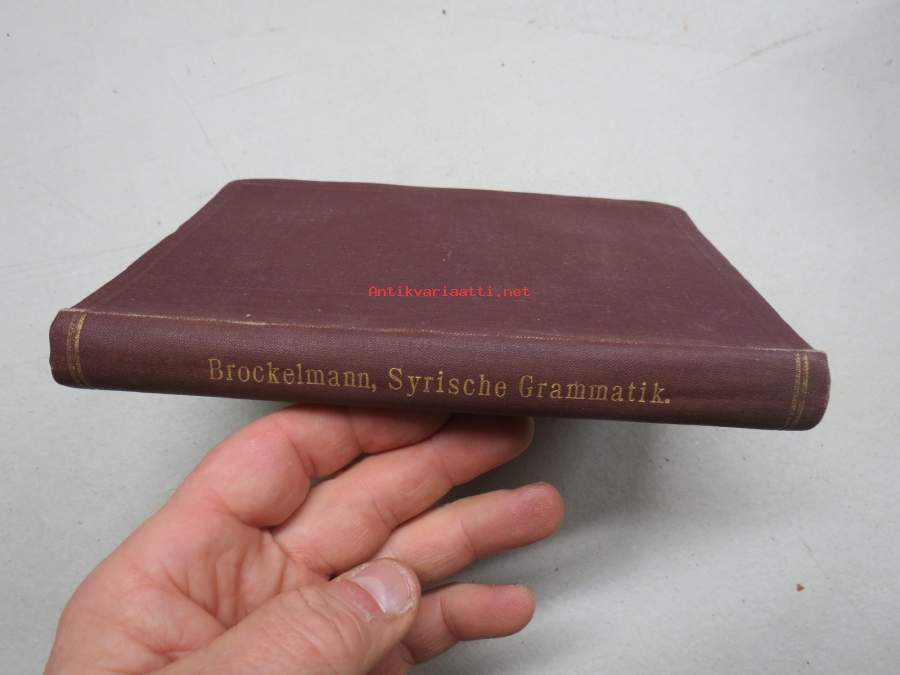 Antikvariaatti.net
Brockelmann, Syrische Grammatik.